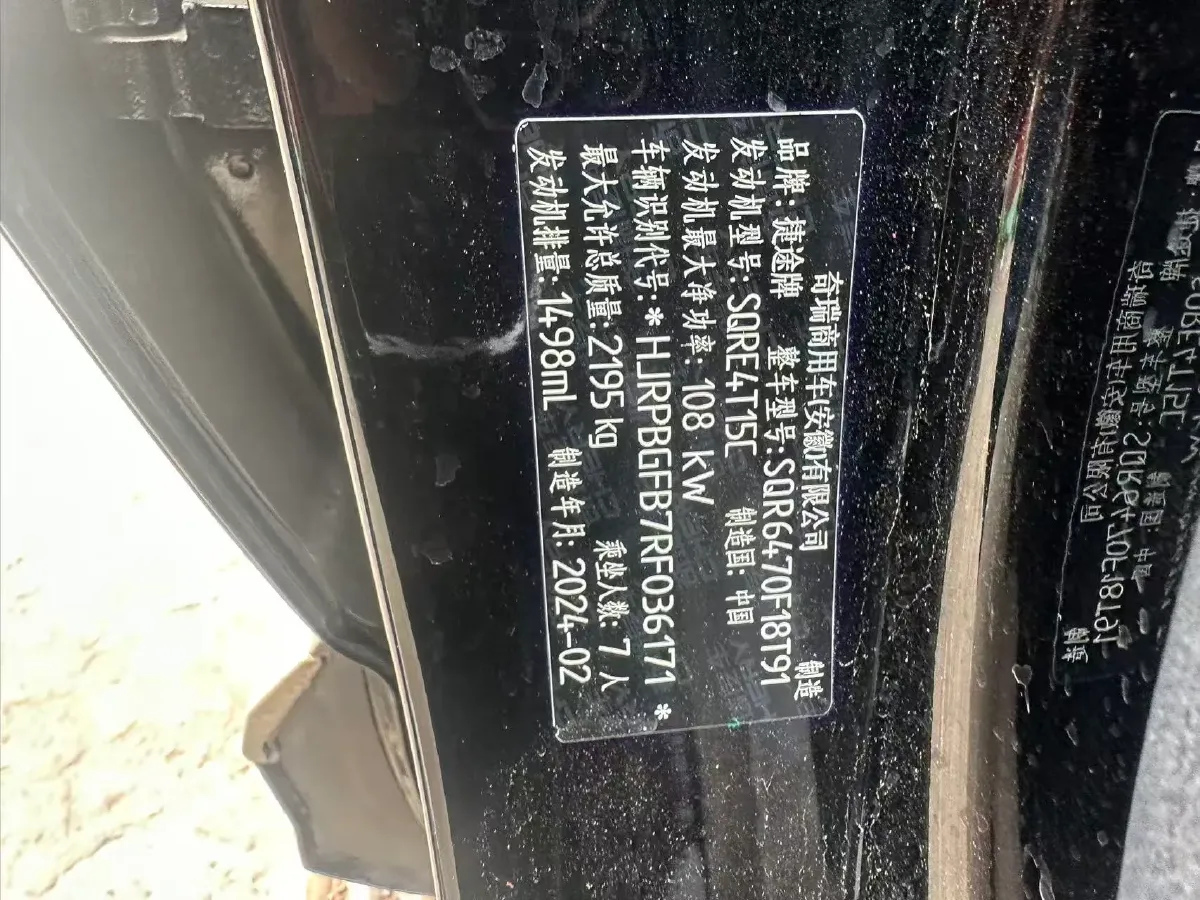 奇瑞商用车(安徽)有限公司 制造
品牌:捷途牌 整车型号:SQR6470F18T91
发动机型号:SQRE4T15C 制造国:中国
发动机最大净功率:108 kW
车辆识别代号:*HJRPBGFB7RF036171*
最大允许总质量:2195kg 乘坐人数:7人
发动机排量:1498mL 制造年月:2024-02